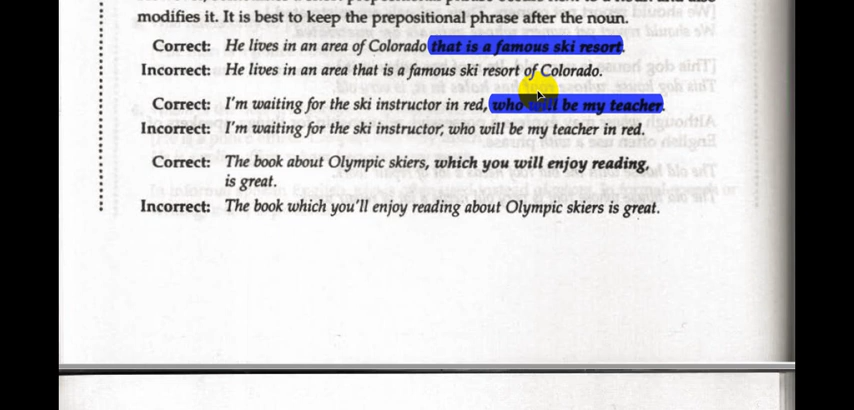 modifies it. It is best to keep the prepositional phrase after the noun.
Correct: He lives in an area of Colorado that is a famous ski resort.
Incorrect: He lives in an area that is a famous ski resort of Colorado.
Correct: I'm waiting for the ski instructor in red, who will be my teacher.
Incorrect: I'm waiting for the ski instructor, who will be my teacher in red.
Correct: The book about Olympic skiers, which you will enjoy reading,
is great.
Incorrect: The book which you'll enjoy reading about Olympic skiers is great.